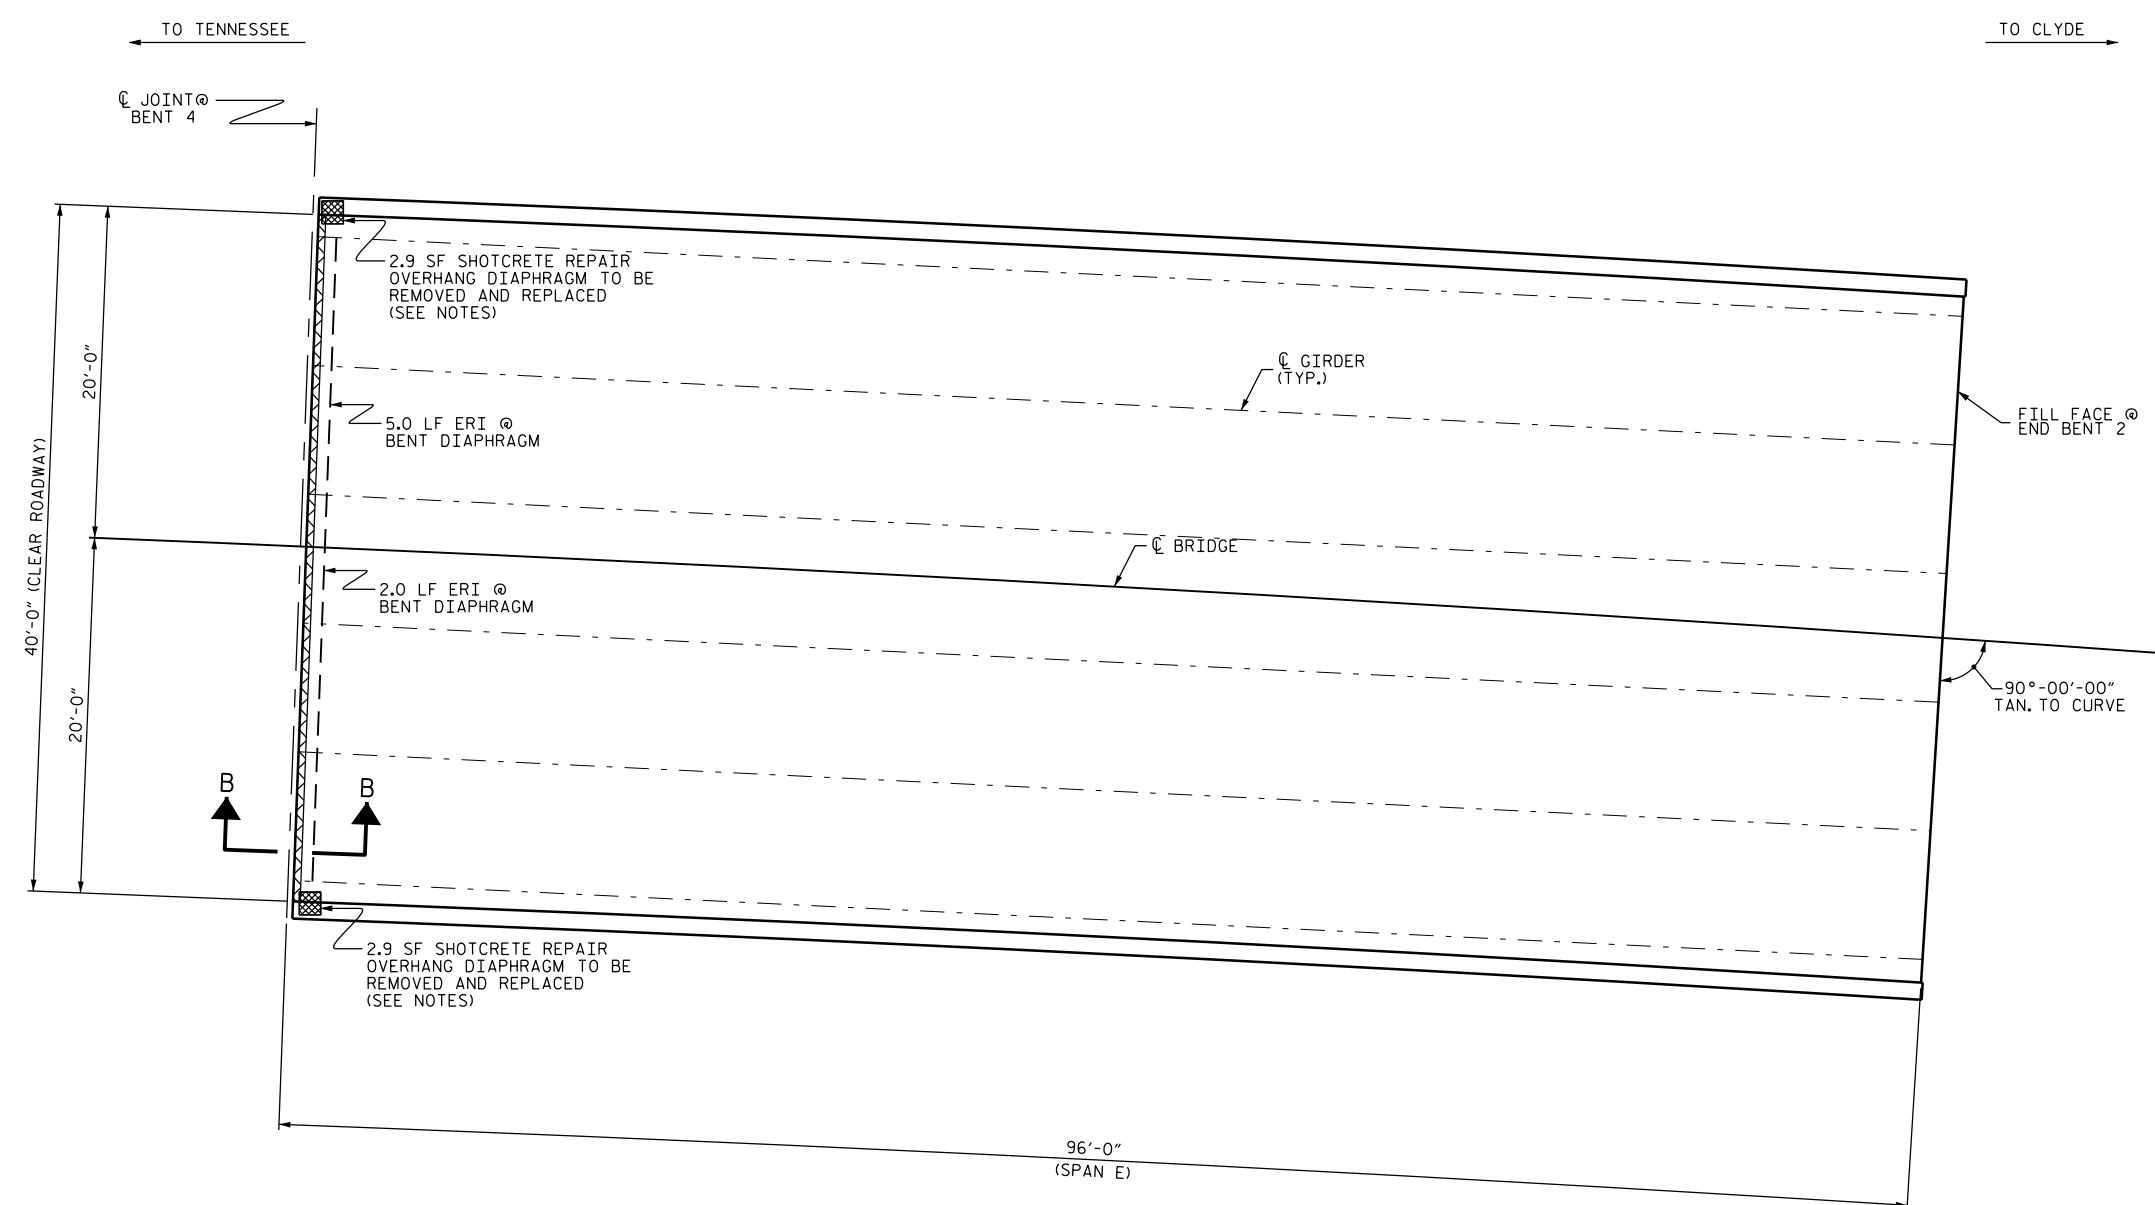 TO TENNESSEE
TO CLYDE
℄ JOINT@
BENT 4
2.9 SF SHOTCRETE REPAIR
OVERHANG DIAPHRAGM TO BE
REMOVED AND REPLACED
(SEE NOTES)
20'-0"
℄ GIRDER
(TYP.)
5.0 LF ERI @
BENT DIAPHRAGM
FILL FACE @
END BENT 2
40'-0" (CLEAR ROADWAY)
℄ BRIDGE
2.0 LF ERI @
BENT DIAPHRAGM
20'-0"
90°-00'-00"
TAN. TO CURVE
B
B
2.9 SF SHOTCRETE REPAIR
OVERHANG DIAPHRAGM TO BE
REMOVED AND REPLACED
(SEE NOTES)
96'-0"
(SPAN E)